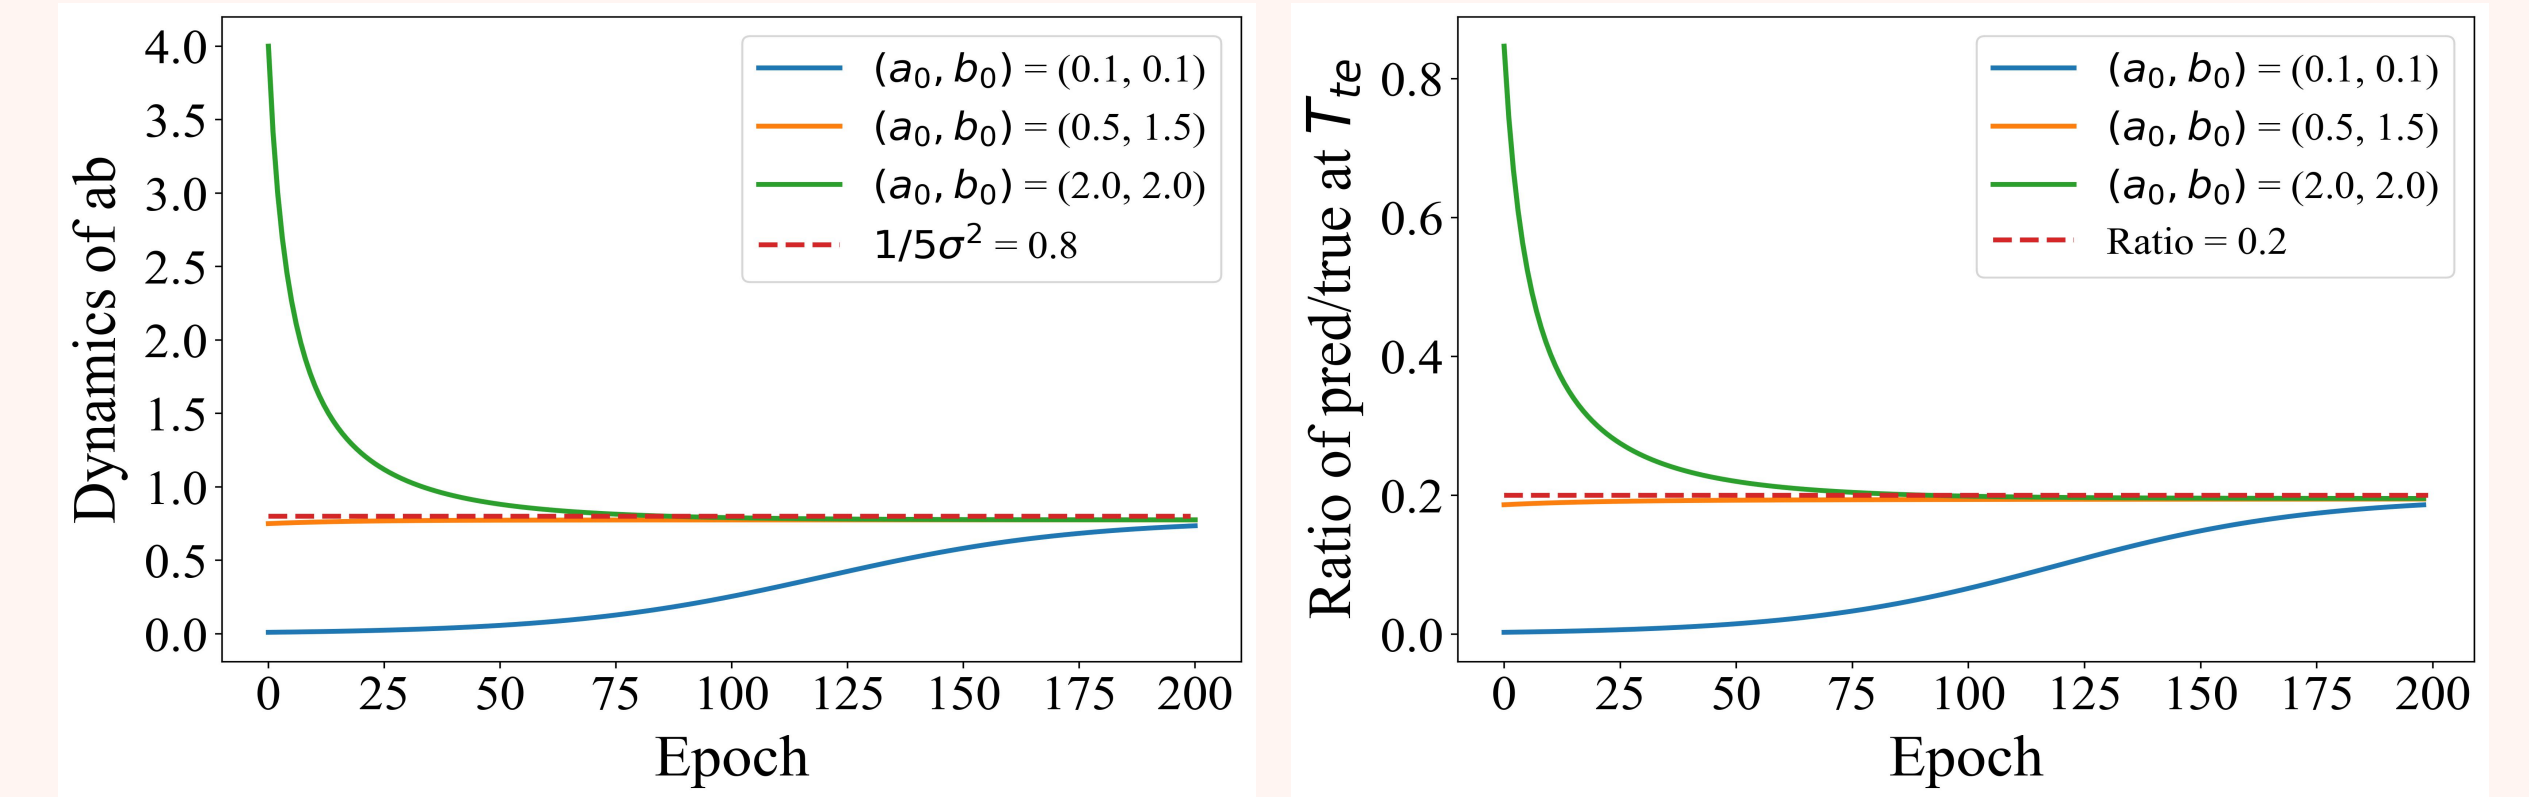 Dynamics of ab
4.0
3.5
3.0
2.5
2.0
1.5
1.0
0.5
0.0
(a₀, b₀) = (0.1, 0.1)
(a₀, b₀) = (0.5, 1.5)
(a₀, b₀) = (2.0, 2.0)
1/5σ² = 0.8
0 25 50 75 100 125 150 175 200
Epoch
Ratio of pred/true at T_te
0.8
0.6
0.4
0.2
0.0
(a₀, b₀) = (0.1, 0.1)
(a₀, b₀) = (0.5, 1.5)
(a₀, b₀) = (2.0, 2.0)
Ratio = 0.2
0 25 50 75 100 125 150 175 200
Epoch